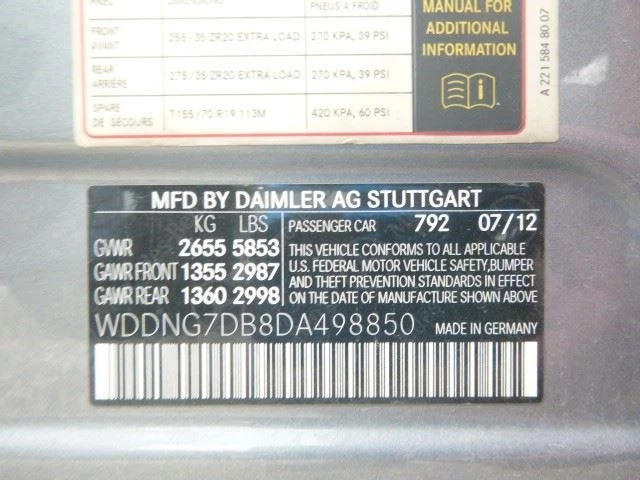 PNEUS A FROID
MANUAL FOR
ADDITIONAL
INFORMATION
FRONT
AVANT
255/35 ZR20 EXTRA LOAD
270 KPA, 39 PSI
REAR
ARRIÈRE
275/35 ZR20 EXTRA LOAD
270 KPA, 39 PSI
SPARE
DE SECOURS
T155/70 R19 113M
420 KPA, 60 PSI
i
A 221 584 80 07
MFD BY DAIMLER AG STUTTGART
KG LBS
PASSENGER CAR 792 07/12
GVWR 2655 5853
GAWR FRONT 1355 2987
GAWR REAR 1360 2998
THIS VEHICLE CONFORMS TO ALL APPLICABLE
U.S. FEDERAL MOTOR VEHICLE SAFETY,BUMPER
AND THEFT PREVENTION STANDARDS IN EFFECT
ON THE DATE OF MANUFACTURE SHOWN ABOVE.
WDDNG7DB8DA498850 MADE IN GERMANY